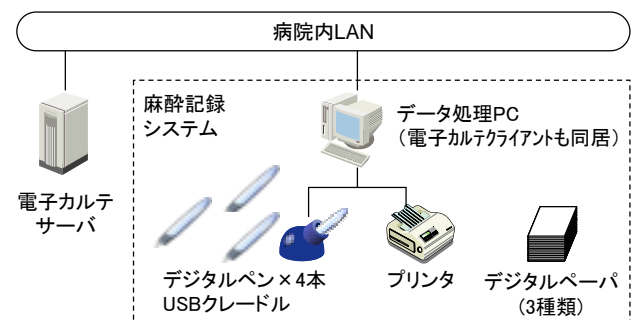 病院内LAN
麻酔記録
システム
データ処理PC
（電子カルテクライアントも同居）
電子カルテ
サーバ
デジタルペン×4本
USBクレードル
プリンタ
デジタルペーパ
(3種類)